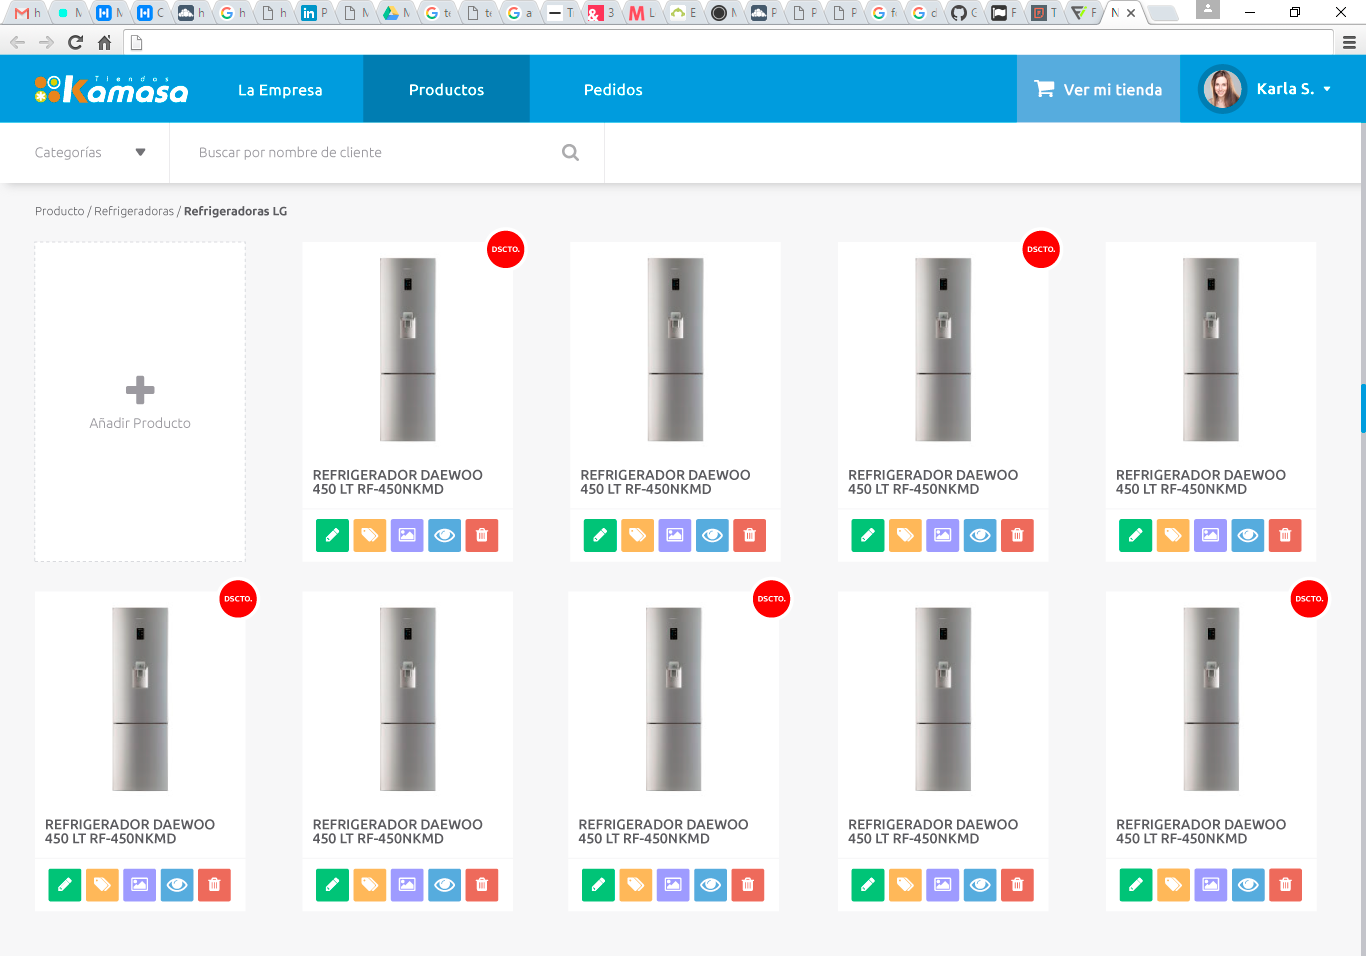 Tiendas
Kamasa
La Empresa
Productos
Pedidos
Ver mi tienda
Karla S.
Categorías
Buscar por nombre de cliente
Producto / Refrigeradoras / Refrigeradoras LG
Añadir Producto
DSCTO.
REFRIGERADOR DAEWOO
450 LT RF-450NKMD
REFRIGERADOR DAEWOO
450 LT RF-450NKMD
DSCTO.
REFRIGERADOR DAEWOO
450 LT RF-450NKMD
REFRIGERADOR DAEWOO
450 LT RF-450NKMD
DSCTO.
REFRIGERADOR DAEWOO
450 LT RF-450NKMD
REFRIGERADOR DAEWOO
450 LT RF-450NKMD
DSCTO.
REFRIGERADOR DAEWOO
450 LT RF-450NKMD
REFRIGERADOR DAEWOO
450 LT RF-450NKMD
DSCTO.
REFRIGERADOR DAEWOO
450 LT RF-450NKMD